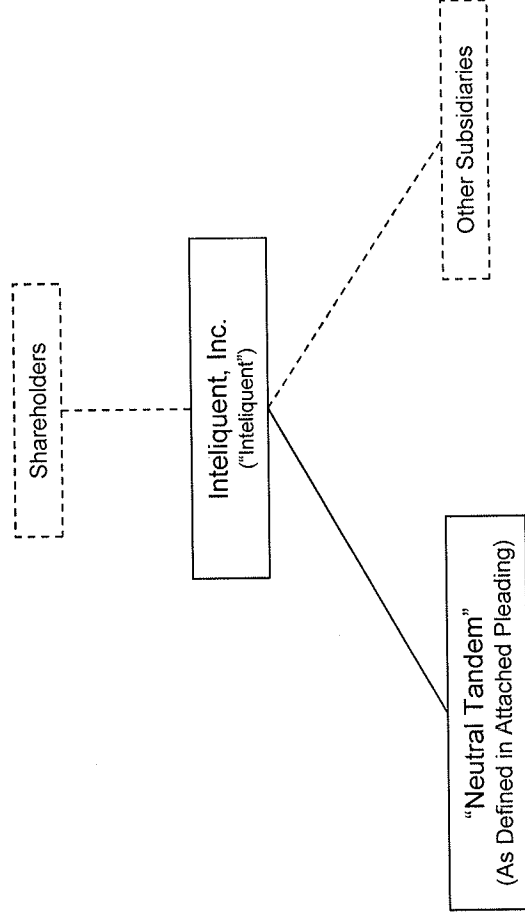 Shareholders
Inteliquent, Inc.
("Inteliquent")
"Neutral Tandem"
(As Defined in Attached Pleading)
Other Subsidiaries